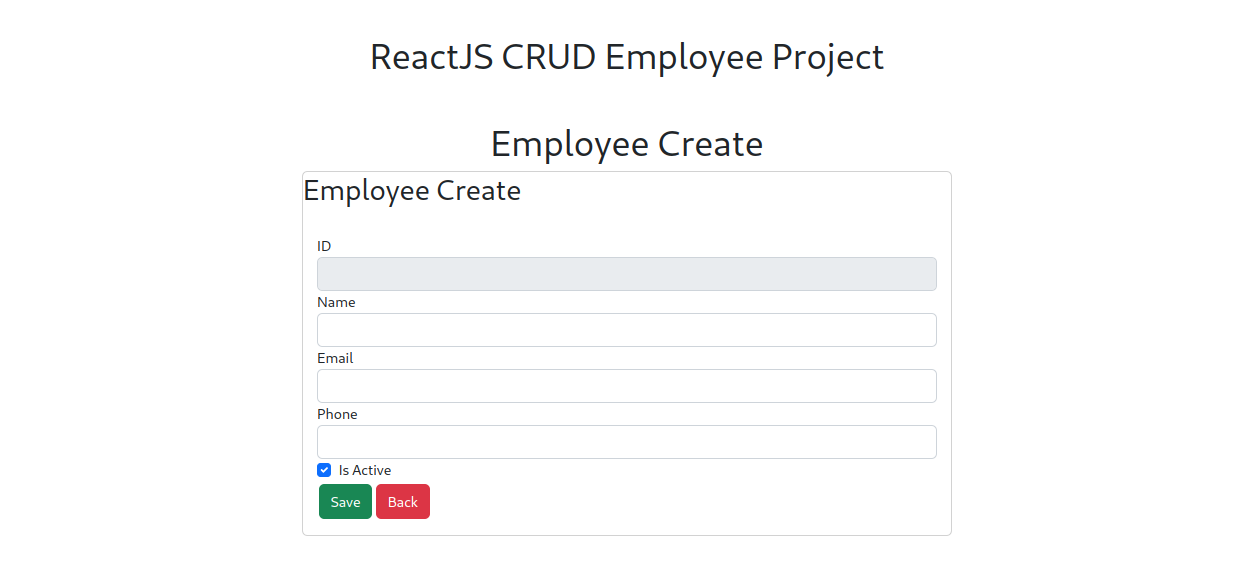 ReactJS CRUD Employee Project
Employee Create
Employee Create
ID
Name
Email
Phone
Is Active
Save Back